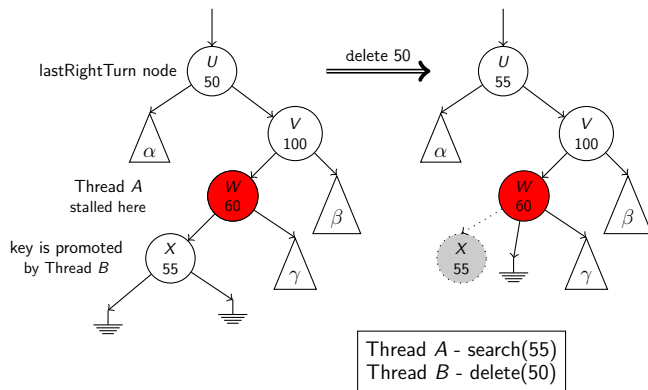 lastRightTurn node
U
50
delete 50
U
55
α
V
100
α
V
100
Thread A
stalled here
W
60
β
W
60
β
key is promoted
by Thread B
X
55
γ
X
55
γ
Thread A - search(55)
Thread B - delete(50)